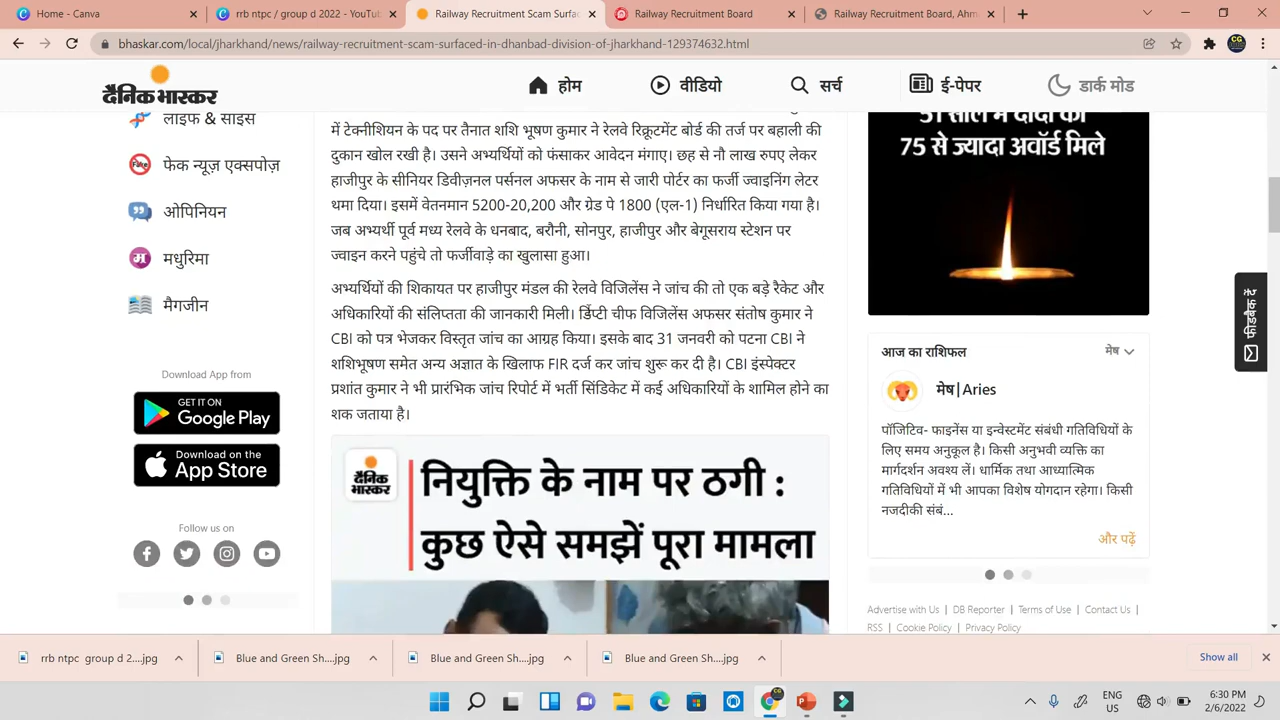 Home - Canva
rrb ntpc / group d 2022 - YouTu
Railway Recruitment Scam Surfa
Railway Recruitment Board
Railway Recruitment Board, Ahm
bhaskar.com/local/jharkhand/news/railway-recruitment-scam-surfaced-in-dhanbad-division-of-jharkhand-129374632.html
दैनिक भास्कर
होम
वीडियो
सर्च
ई-पेपर
डार्क मोड
लाइफ & साइंस
फेक न्यूज़ एक्सपोज़
ओपिनियन
मधुरिमा
मैगजीन
Download App from
GET IT ON
Google Play
Download on the
App Store
Follow us on
में टेक्नीशियन के पद पर तैनात शशि भूषण कुमार ने रेलवे रिक्रूटमेंट बोर्ड की तर्ज पर बहाली की
दुकान खोल रखी है। उसने अभ्यर्थियों को फंसाकर आवेदन मंगाए। छह से नौ लाख रुपए लेकर
हाजीपुर के सीनियर डिवीज़नल पर्सनल अफसर के नाम से जारी पोर्टर का फर्जी ज्वाइनिंग लेटर
थमा दिया। इसमें वेतनमान 5200-20,200 और ग्रेड पे 1800 (एल-1) निर्धारित किया गया है।
जब अभ्यर्थी पूर्व मध्य रेलवे के धनबाद, बरौनी, सोनपुर, हाजीपुर और बेगूसराय स्टेशन पर
ज्वाइन करने पहुंचे तो फर्जीवाड़े का खुलासा हुआ।
अभ्यर्थियों की शिकायत पर हाजीपुर मंडल की रेलवे विजिलेंस ने जांच की तो एक बड़े रैकेट और
अधिकारियों की संलिप्तता की जानकारी मिली। डिप्टी चीफ विजिलेंस अफसर संतोष कुमार ने
CBI को पत्र भेजकर विस्तृत जांच का आग्रह किया। इसके बाद 31 जनवरी को पटना CBI ने
शशिभूषण समेत अन्य अज्ञात के खिलाफ FIR दर्ज कर जांच शुरू कर दी है। CBI इंस्पेक्टर
प्रशांत कुमार ने भी प्रारंभिक जांच रिपोर्ट में भर्ती सिंडिकेट में कई अधिकारियों के शामिल होने का
शक जताया है।
दैनिक भास्कर
नियुक्ति के नाम पर ठगी :
कुछ ऐसे समझें पूरा मामला
51 साल में दादा को
75 से ज्यादा अवॉर्ड मिले
आज का राशिफल
मेष
मेष|Aries
पॉजिटिव- फाइनेंस या इन्वेस्टमेंट संबंधी गतिविधियों के
लिए समय अनुकूल है। किसी अनुभवी व्यक्ति का
मार्गदर्शन अवश्य लें। धार्मिक तथा आध्यात्मिक
गतिविधियों में भी आपका विशेष योगदान रहेगा। किसी
नजदीकी संबं...
और पढ़ें
Advertise with Us | DB Reporter | Terms of Use | Contact Us |
RSS | Cookie Policy | Privacy Policy
फीडबैक दें
rrb ntpc group d 2....jpg
Blue and Green Sh....jpg
Blue and Green Sh....jpg
Blue and Green Sh....jpg
Show all
ENG
US
6:30 PM
2/6/2022